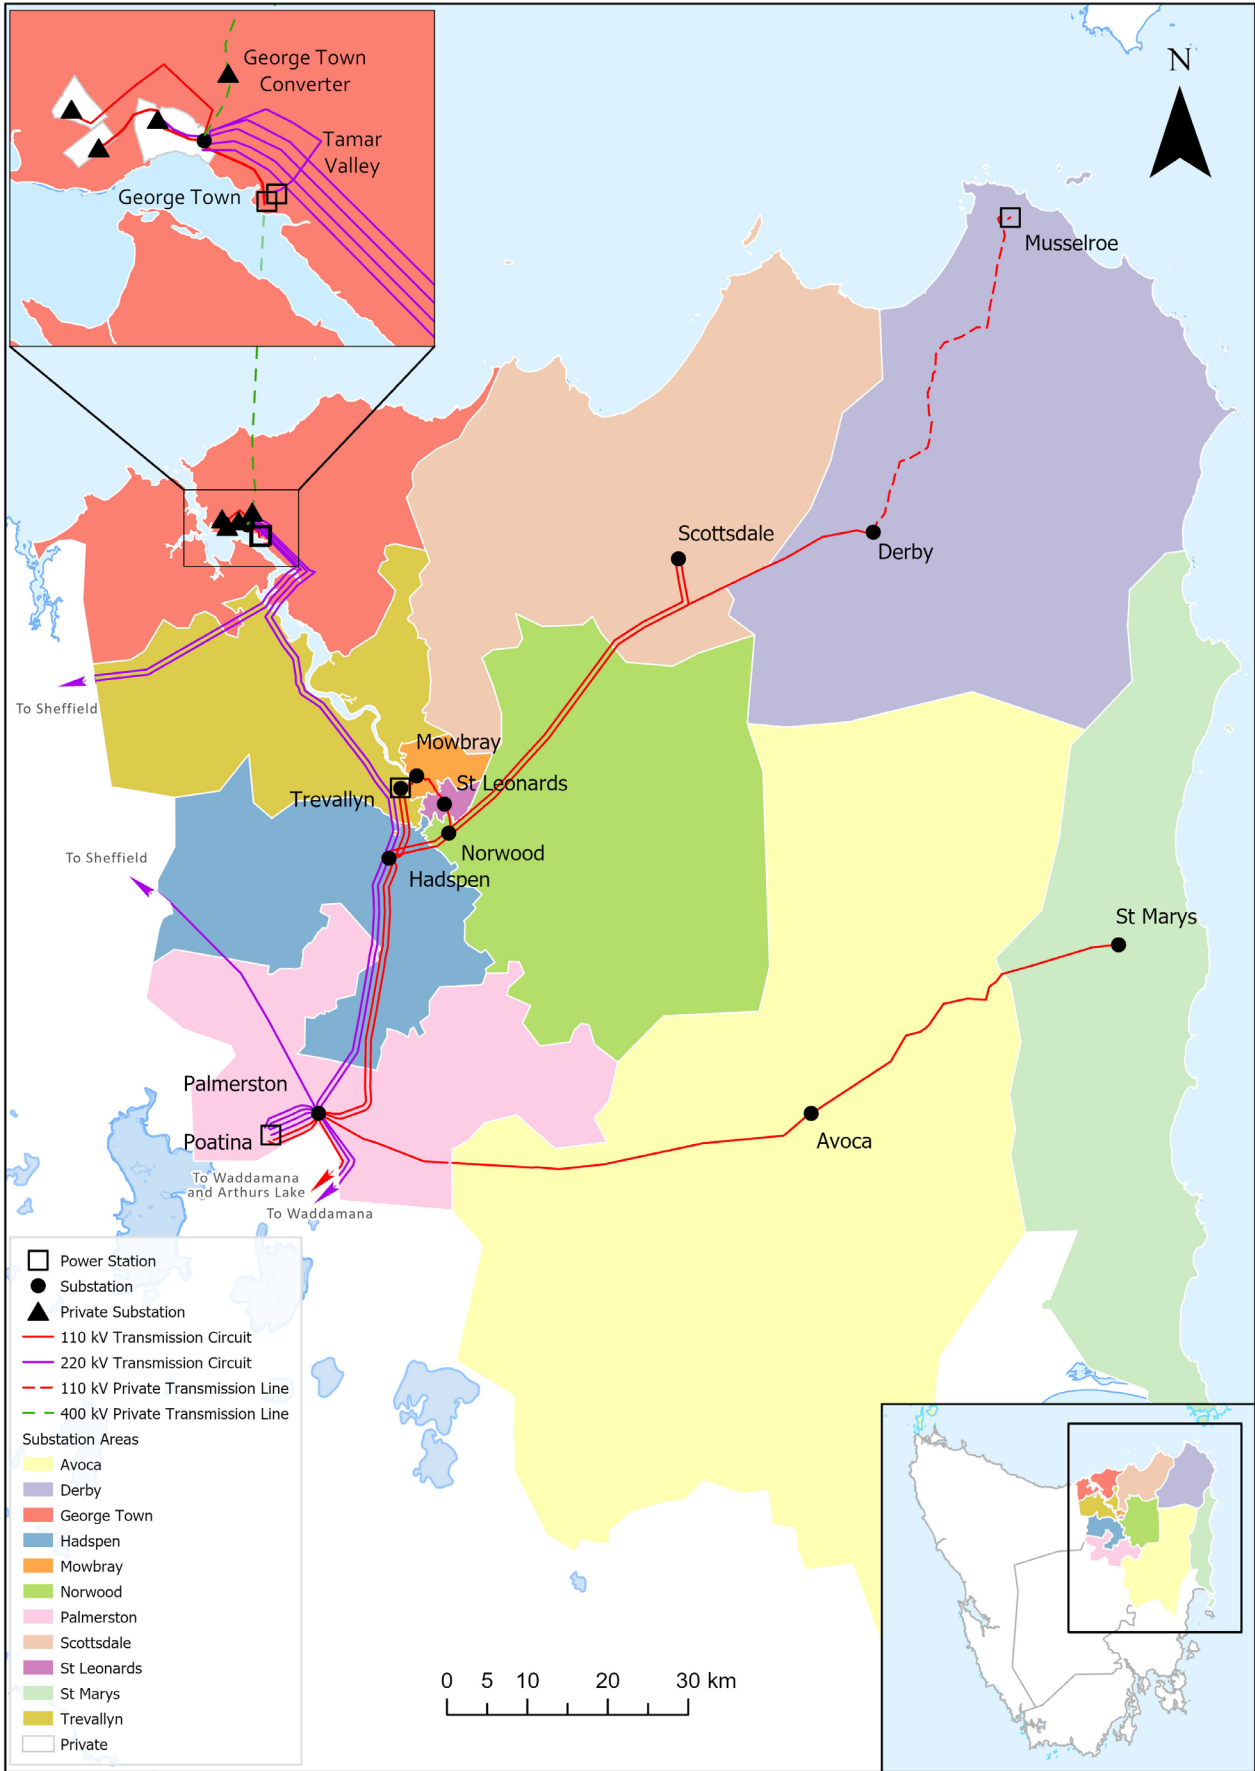 George Town
Converter
Tamar
Valley
George Town
N
Musselroe
Scottsdale
Derby
To Sheffield
Mowbray
St Leonards
Trevallyn
Norwood
To Sheffield
Hadspen
St Marys
Palmerston
Poatina
Avoca
To Waddamana
and Arthurs Lake
To Waddamana
Power Station
Substation
Private Substation
110 kV Transmission Circuit
220 kV Transmission Circuit
110 kV Private Transmission Line
400 kV Private Transmission Line
Substation Areas
Avoca
Derby
George Town
Hadspen
Mowbray
Norwood
Palmerston
Scottsdale
St Leonards
St Marys
Trevallyn
Private
0 5 10 20 30 km